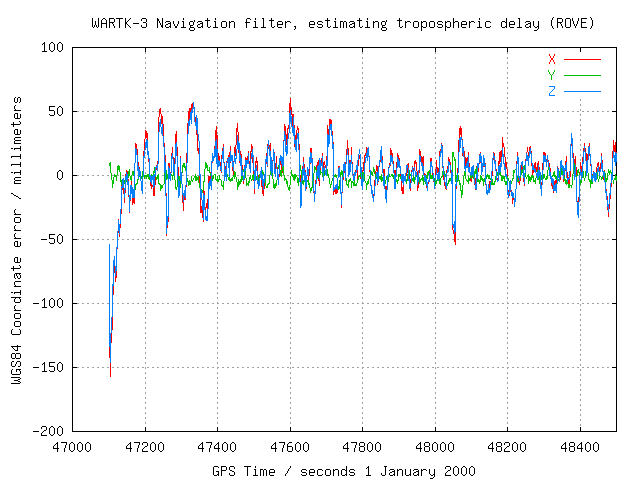 WARTK-3 Navigation filter, estimating tropospheric delay (ROVE)
X
Y
Z
100
50
0
-50
-100
-150
-200
WGS84 Coordinate error / millimeters
47000 47200 47400 47600 47800 48000 48200 48400
GPS Time / seconds 1 January 2000